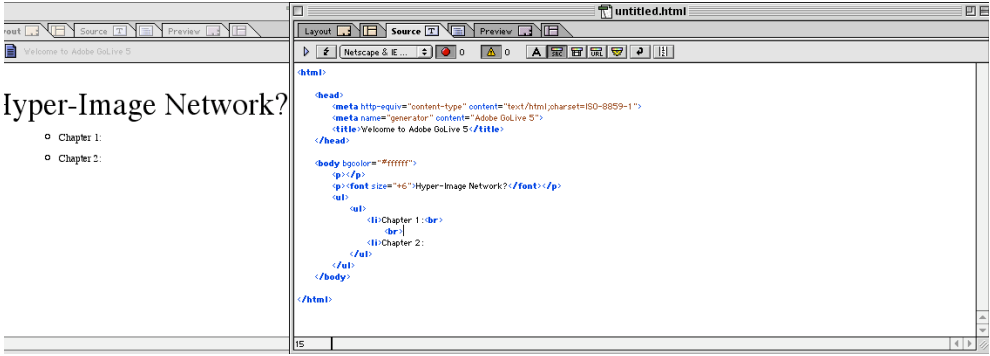 untitled.html
yout Source Preview
Layout Source Preview
Welcome to Adobe GoLive 5
Netscape & IE ... 0 0
Hyper-Image Network?
Chapter 1:
Chapter 2:
<html>
<head>
<meta http-equiv="content-type" content="text/html;charset=ISO-8859-1">
<meta name="generator" content="Adobe GoLive 5">
<title>Welcome to Adobe GoLive 5</title>
</head>
<body bgcolor="#ffffff">
<p></p>
<p><font size="+6">Hyper-Image Network?</font></p>
<ul>
<ul>
<li>Chapter 1:<br>
<br>
<li>Chapter 2:
</ul>
</ul>
</body>
</html>
15